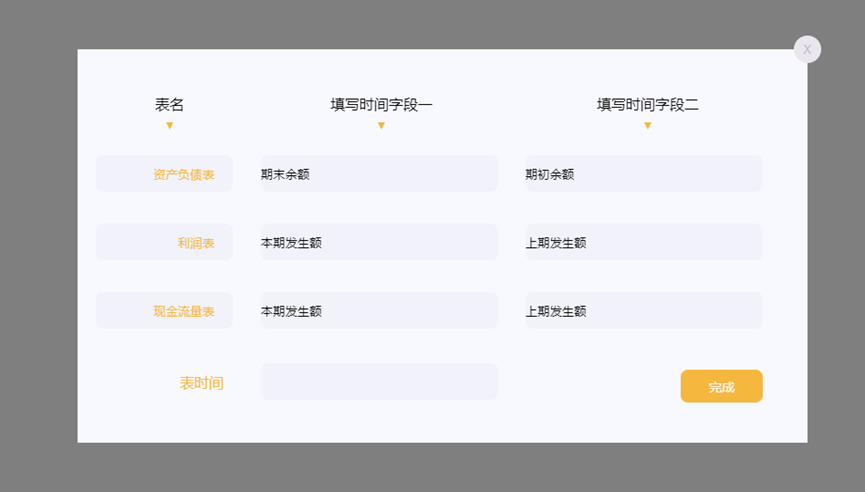 X
表名 填写时间字段一 填写时间字段二
资产负债表 期末余额 期初余额
利润表 本期发生额 上期发生额
现金流量表 本期发生额 上期发生额
表时间 完成